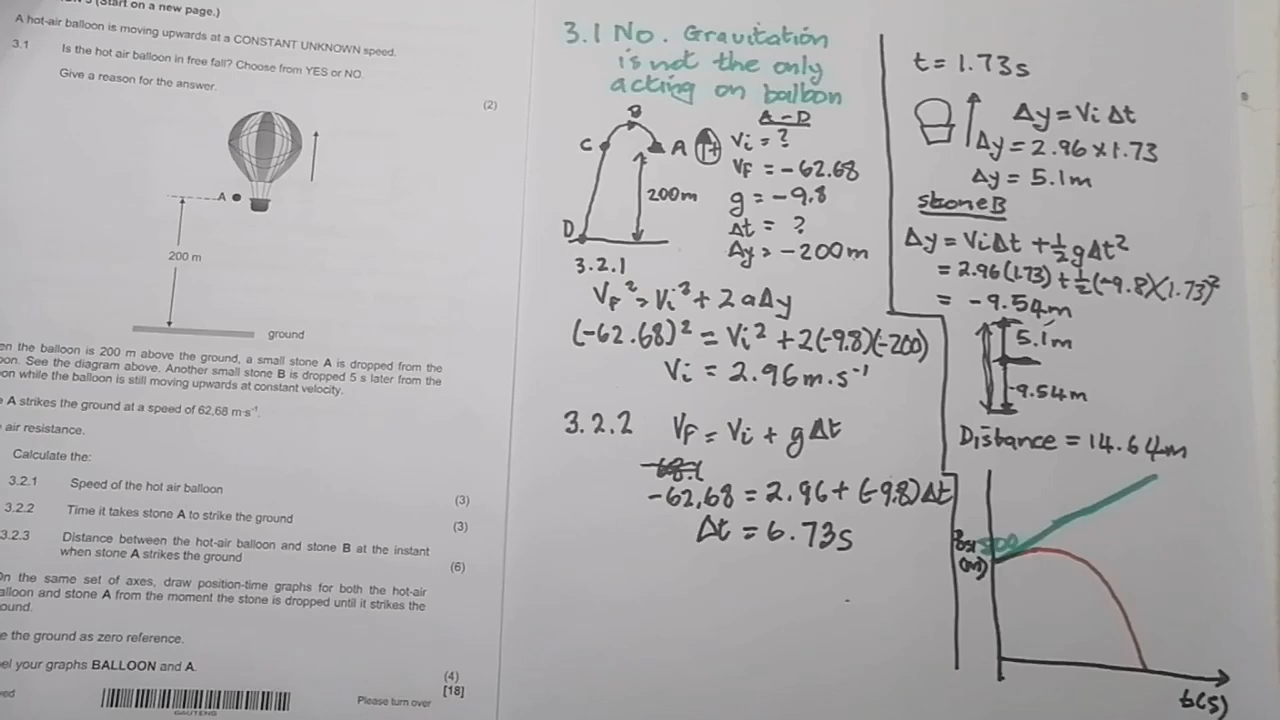 (Start on a new page.)
A hot-air balloon is moving upwards at a CONSTANT UNKNOWN speed.
3.1 Is the hot air balloon in free fall? Choose from YES or NO.
Give a reason for the answer.
(2)
A
200 m
ground
en the balloon is 200 m above the ground, a small stone A is dropped from the
oon. See the diagram above. Another small stone B is dropped 5 s later from the
on while the balloon is still moving upwards at constant velocity.
A strikes the ground at a speed of 62,68 m·s⁻¹.
air resistance.
Calculate the:
3.2.1 Speed of the hot air balloon (3)
3.2.2 Time it takes stone A to strike the ground (3)
3.2.3 Distance between the hot-air balloon and stone B at the instant
when stone A strikes the ground (6)
On the same set of axes, draw position-time graphs for both the hot-air
alloon and stone A from the moment the stone is dropped until it strikes the
ound.
e the ground as zero reference.
el your graphs BALLOON and A.
(4)
[18]
ved
GAUTENG
Please turn over
3.1 No. Gravitation
is not the only
acting on balloon
B
C
A
D
200m
+
A-D
Vi = ?
VF = -62.68
g = -9.8
Δt = ?
Δy = -200m
3.2.1
VF² = Vi² + 2aΔy
(-62.68)² = Vi² + 2(-9.8)(-200)
Vi = 2.96m.s⁻¹
3.2.2 VF = Vi + gΔt
-62,68 = 2.96 + (-9.8)Δt
Δt = 6.73s
t = 1.73s
Δy = Vi Δt
Δy = 2.96 × 1.73
Δy = 5.1m
stone B
Δy = ViΔt + ½gΔt²
= 2.96(1.73) + ½(-9.8)(1.73)²
= -9.54m
5.1m
-9.54m
Distance = 14.64m
(m)
t(s)